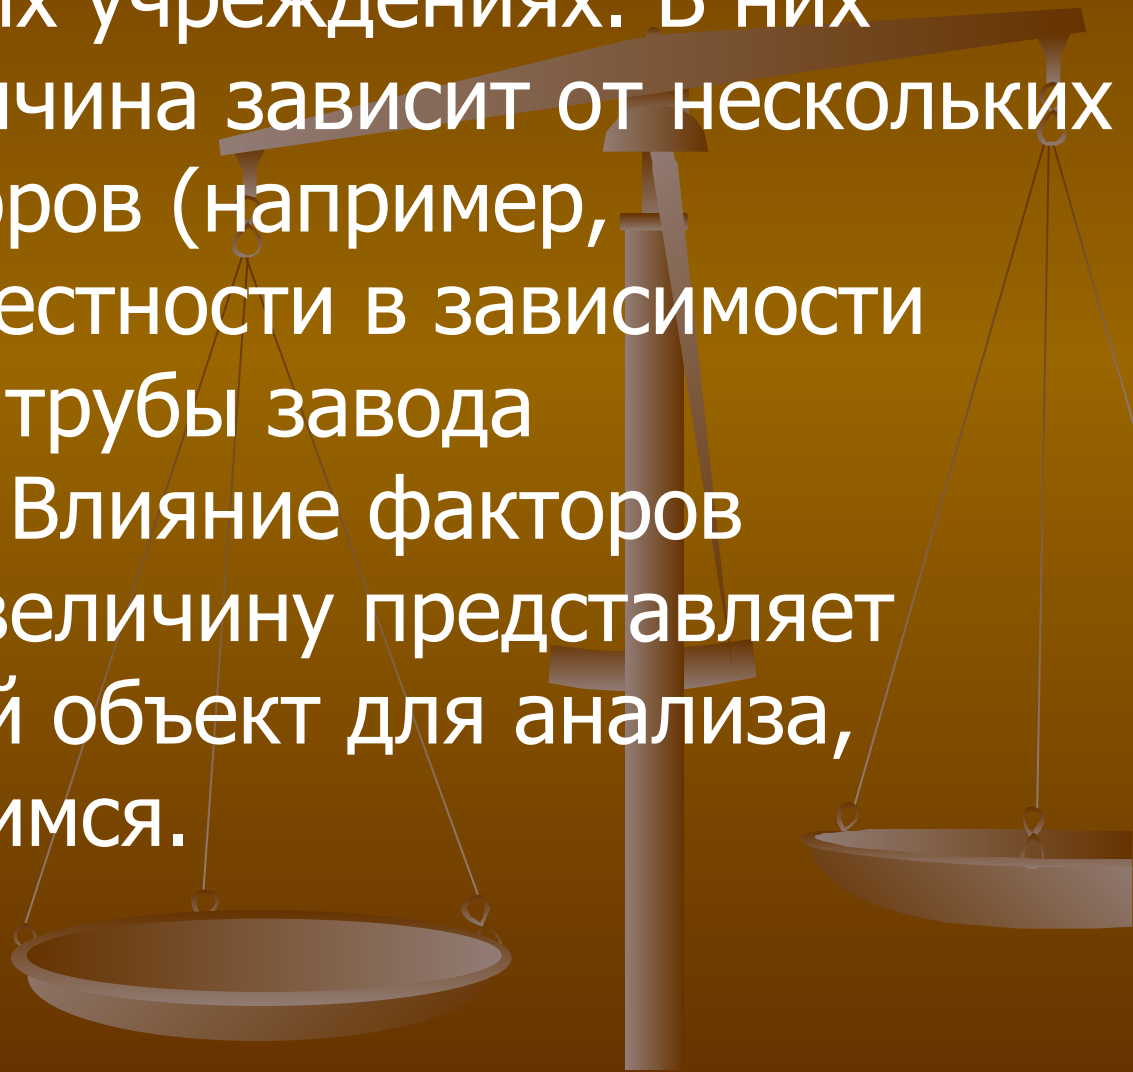 их учреждениях. В них
ичина зависит от нескольких
оров (например,
естности в зависимости
трубы завода
Влияние факторов
величину представляет
й объект для анализа,
имся.